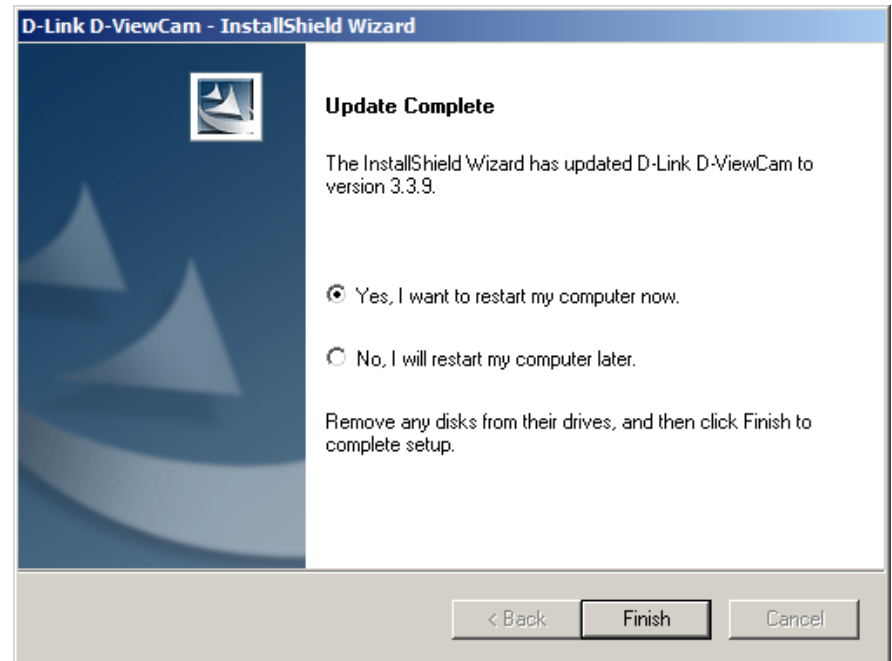 D-Link D-ViewCam - InstallShield Wizard
Update Complete
The InstallShield Wizard has updated D-Link D-ViewCam to
version 3.3.9.
Yes, I want to restart my computer now.
No, I will restart my computer later.
Remove any disks from their drives, and then click Finish to
complete setup.
< Back Finish Cancel